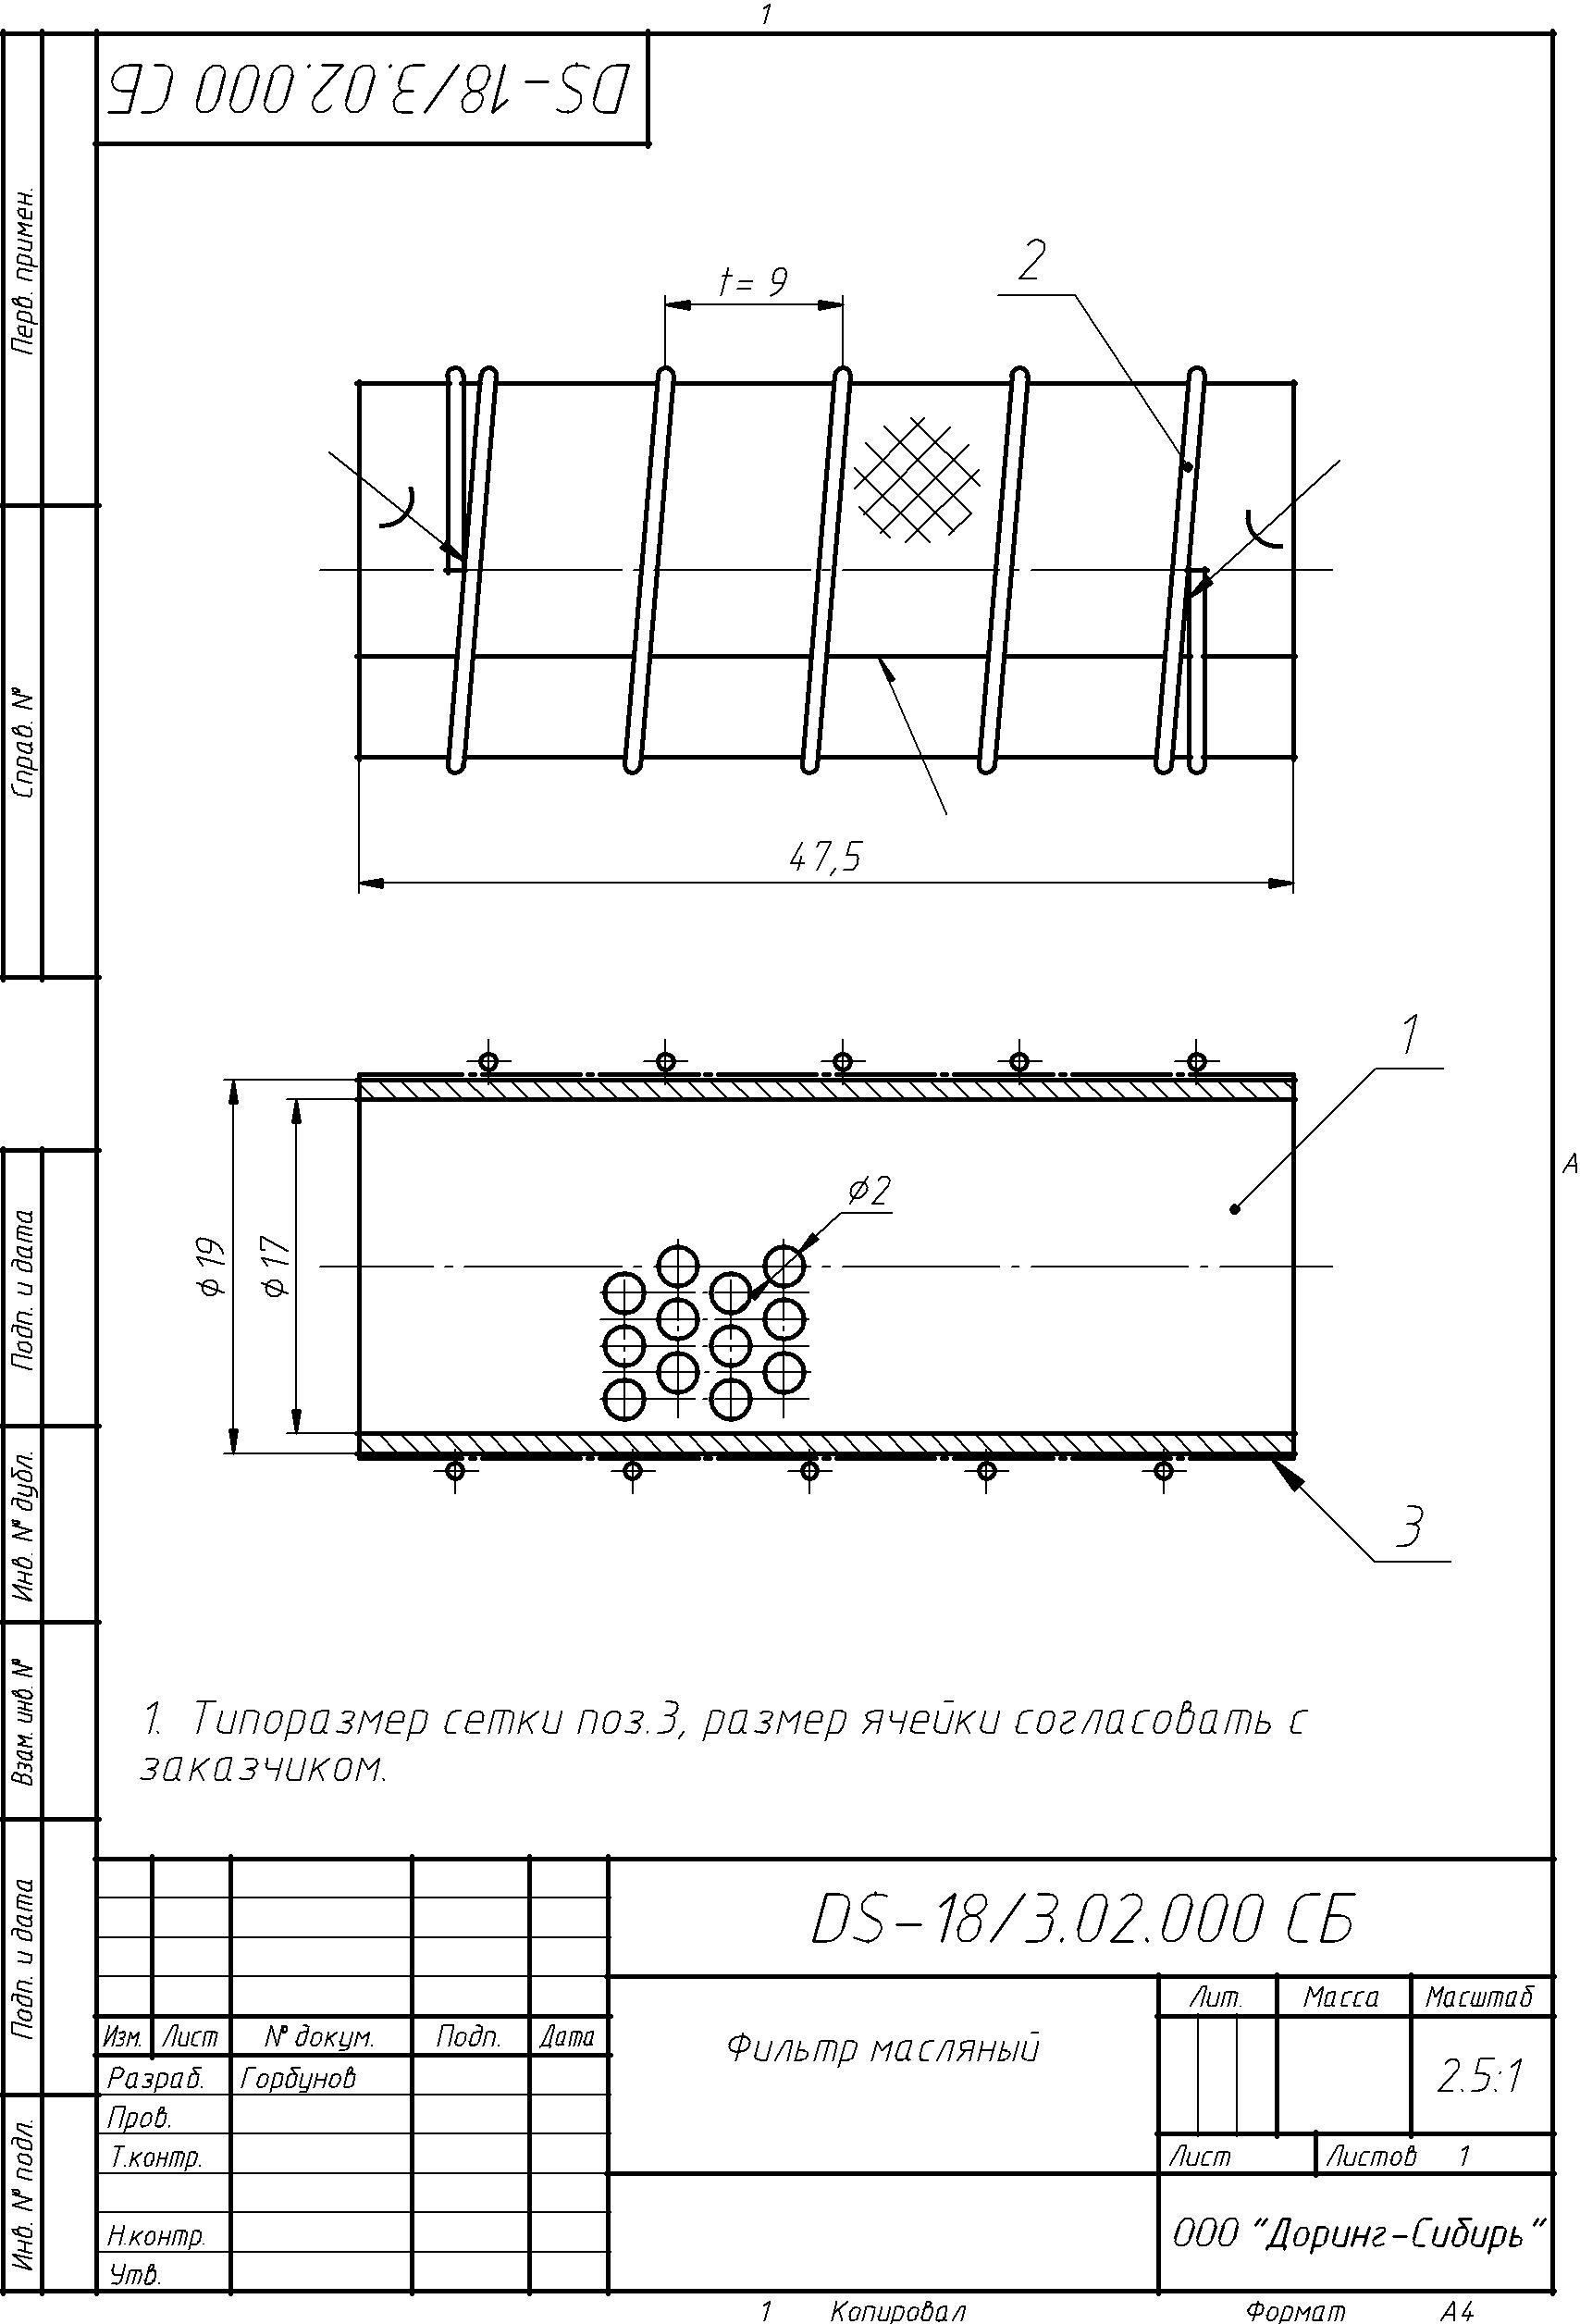 1
DS-18/3.02.000 СБ
Перв. примен.
Справ. №
Подп. и дата
Инв. № дубл.
Взам. инв. №
Подп. и дата
Инв. № подл.
t= 9
2
47,5
1
А
ϕ2
ϕ19
ϕ17
3
1. Типоразмер сетки поз.3, размер ячейки согласовать с
заказчиком.
DS-18/3.02.000 СБ
Лит. Масса Масштаб
Изм. Лист № докум. Подп. Дата
Фильтр масляный
Разраб. Горбунов
2.5:1
Пров.
Т.контр.
Лист Листов 1
Н.контр.
ООО "Доринг-Сибирь"
Утв.
1 Копировал Формат А4